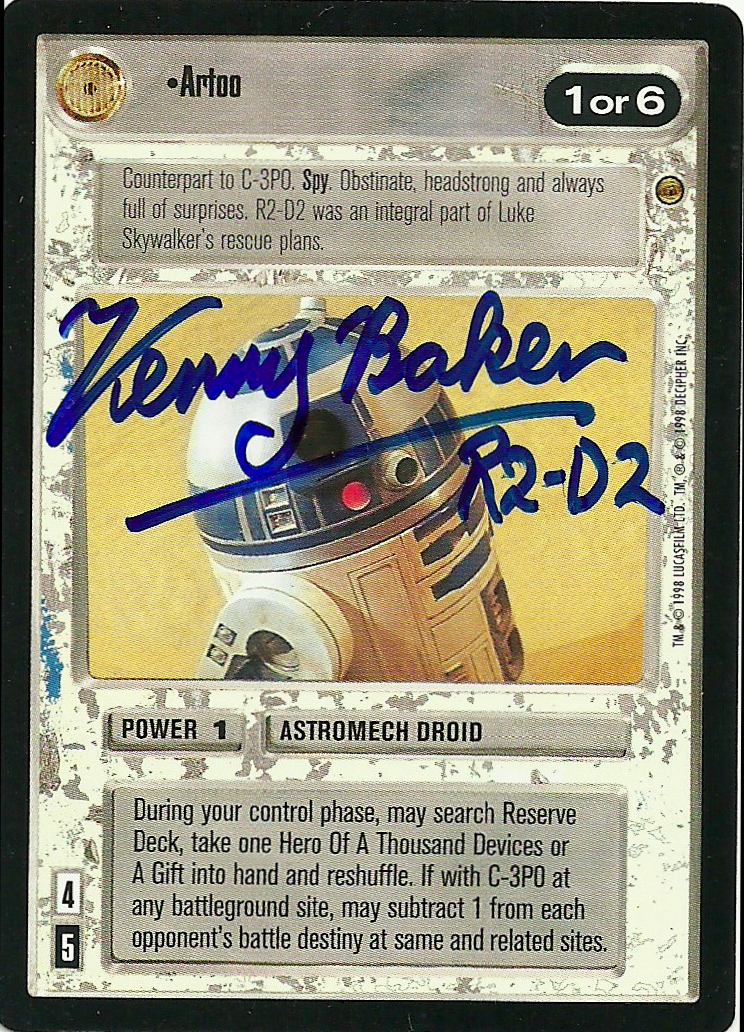 •Artoo
1 or 6
Counterpart to C-3PO. Spy. Obstinate, headstrong and always
full of surprises. R2-D2 was an integral part of Luke
Skywalker's rescue plans.
Kenny Baker
R2-D2
TM & © 1998 LUCASFILM LTD. TM, ® & © 1998 DECIPHER INC.
POWER 1
ASTROMECH DROID
During your control phase, may search Reserve
Deck, take one Hero Of A Thousand Devices or
A Gift into hand and reshuffle. If with C-3PO at
any battleground site, may subtract 1 from each
opponent's battle destiny at same and related sites.
4
5